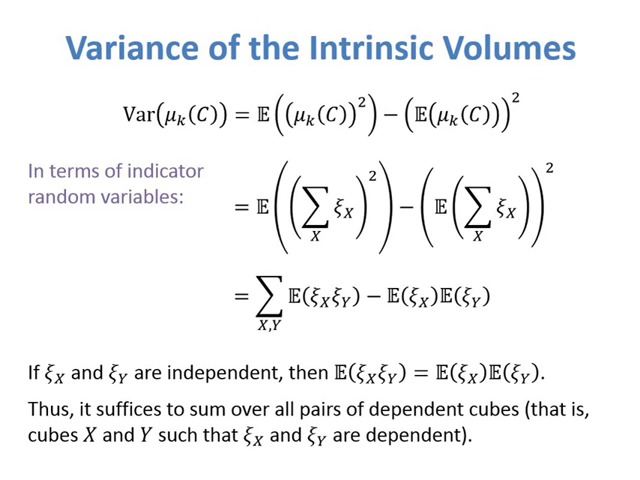 Variance of the Intrinsic Volumes
Var(μₖ(C)) = 𝔼((μₖ(C))²) − (𝔼(μₖ(C)))²
In terms of indicator
random variables:
= 𝔼((∑_X ξ_X)²) − (𝔼(∑_X ξ_X))²
= ∑_{X,Y} 𝔼(ξ_X ξ_Y) − 𝔼(ξ_X)𝔼(ξ_Y)
If ξ_X and ξ_Y are independent, then 𝔼(ξ_X ξ_Y) = 𝔼(ξ_X)𝔼(ξ_Y).
Thus, it suffices to sum over all pairs of dependent cubes (that is,
cubes X and Y such that ξ_X and ξ_Y are dependent).